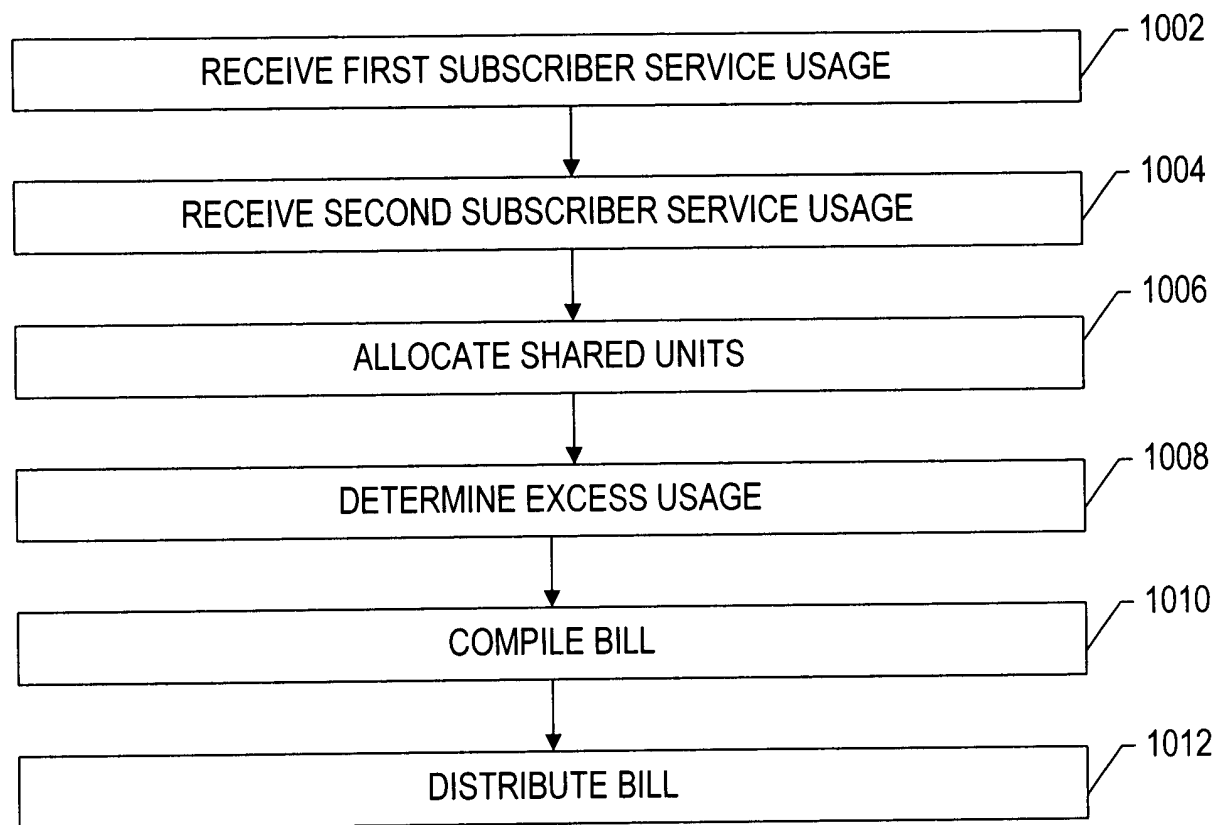 1002
RECEIVE FIRST SUBSCRIBER SERVICE USAGE
1004
RECEIVE SECOND SUBSCRIBER SERVICE USAGE
1006
ALLOCATE SHARED UNITS
1008
DETERMINE EXCESS USAGE
1010
COMPILE BILL
1012
DISTRIBUTE BILL